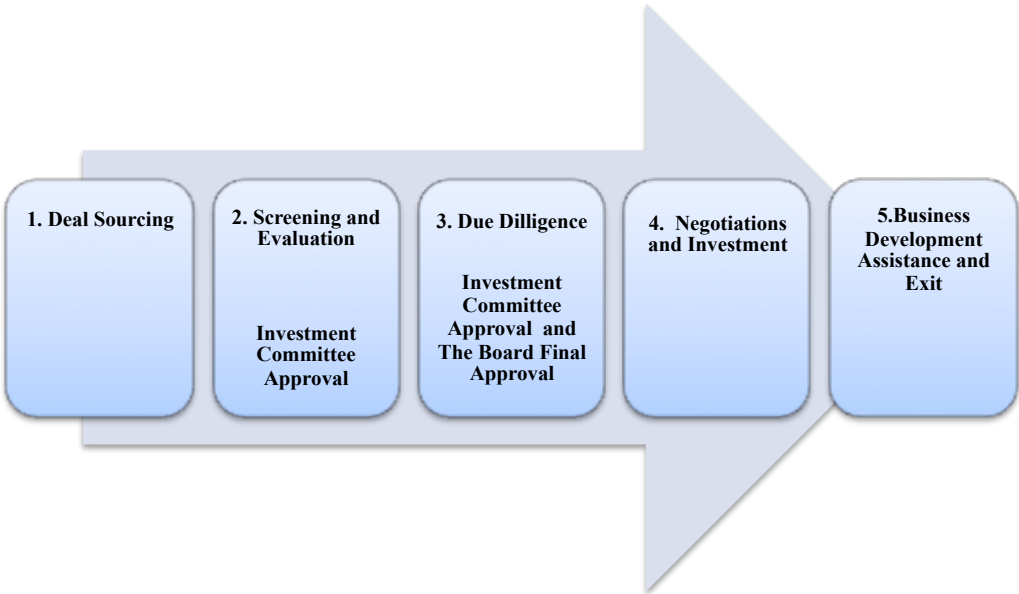 1. Deal Sourcing
2. Screening and
Evaluation
Investment
Committee
Approval
3. Due Dilligence
Investment
Committee
Approval and
The Board Final
Approval
4. Negotiations
and Investment
5.Business
Development
Assistance and
Exit